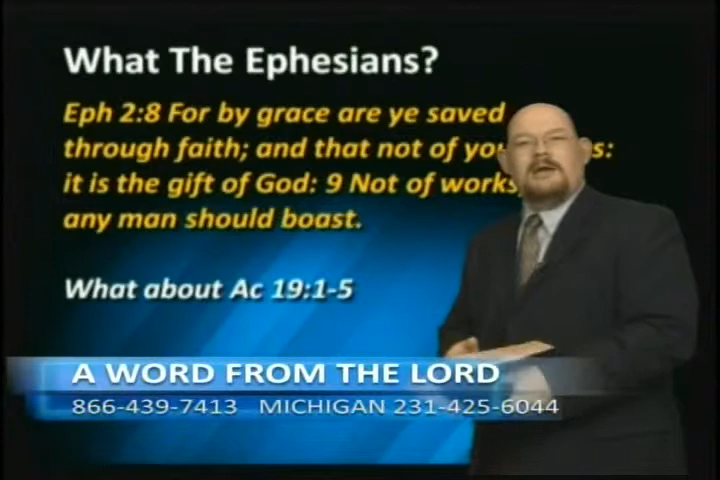 What The Ephesians?
Eph 2:8 For by grace are ye saved
through faith; and that not of you s:
it is the gift of God: 9 Not of works,
any man should boast.
What about Ac 19:1-5
A WORD FROM THE LORD
866-439-7413 MICHIGAN 231-425-6044